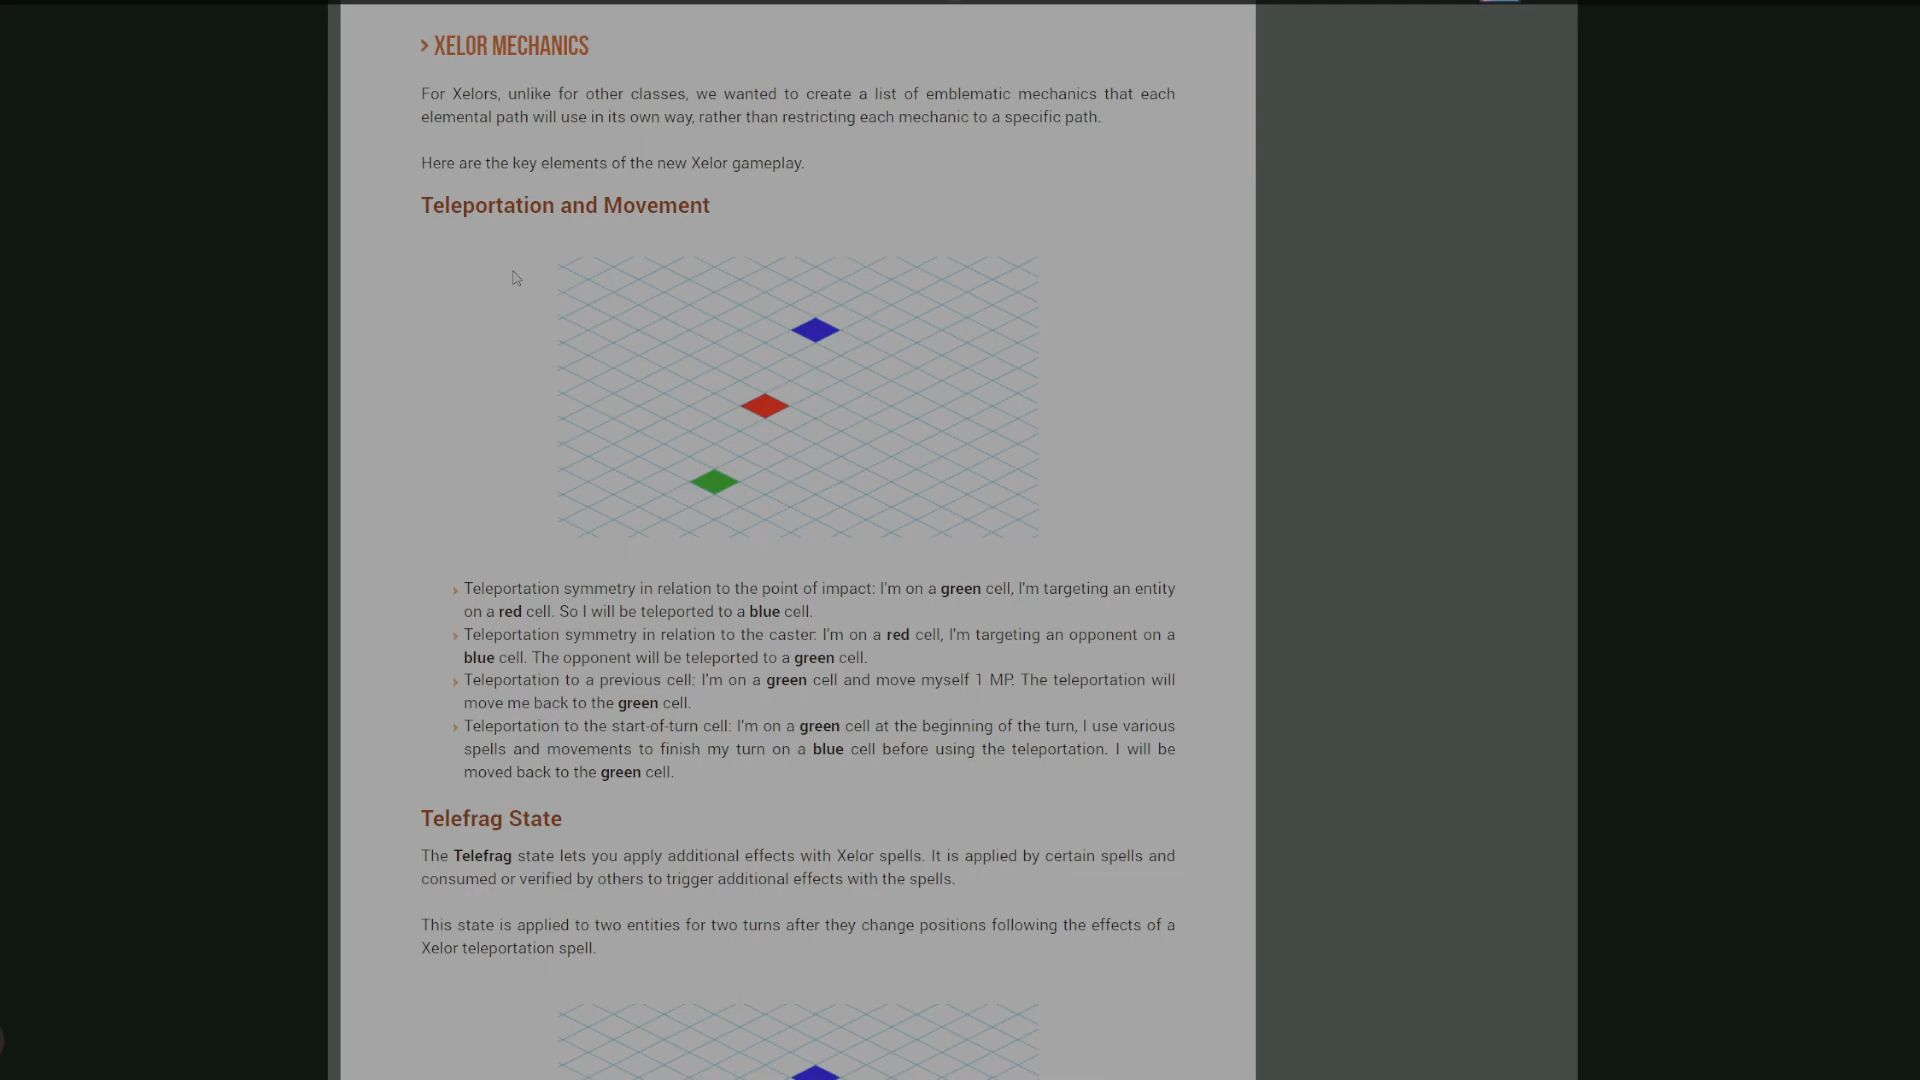 XELOR MECHANICS
For Xelors, unlike for other classes, we wanted to create a list of emblematic mechanics that each
elemental path will use in its own way, rather than restricting each mechanic to a specific path.
Here are the key elements of the new Xelor gameplay.
Teleportation and Movement
Teleportation symmetry in relation to the point of impact: I'm on a green cell, I'm targeting an entity
on a red cell. So I will be teleported to a blue cell.
Teleportation symmetry in relation to the caster: I'm on a red cell, I'm targeting an opponent on a
blue cell. The opponent will be teleported to a green cell.
Teleportation to a previous cell: I'm on a green cell and move myself 1 MP. The teleportation will
move me back to the green cell.
Teleportation to the start-of-turn cell: I'm on a green cell at the beginning of the turn, I use various
spells and movements to finish my turn on a blue cell before using the teleportation. I will be
moved back to the green cell.
Telefrag State
The Telefrag state lets you apply additional effects with Xelor spells. It is applied by certain spells and
consumed or verified by others to trigger additional effects with the spells.
This state is applied to two entities for two turns after they change positions following the effects of a
Xelor teleportation spell.